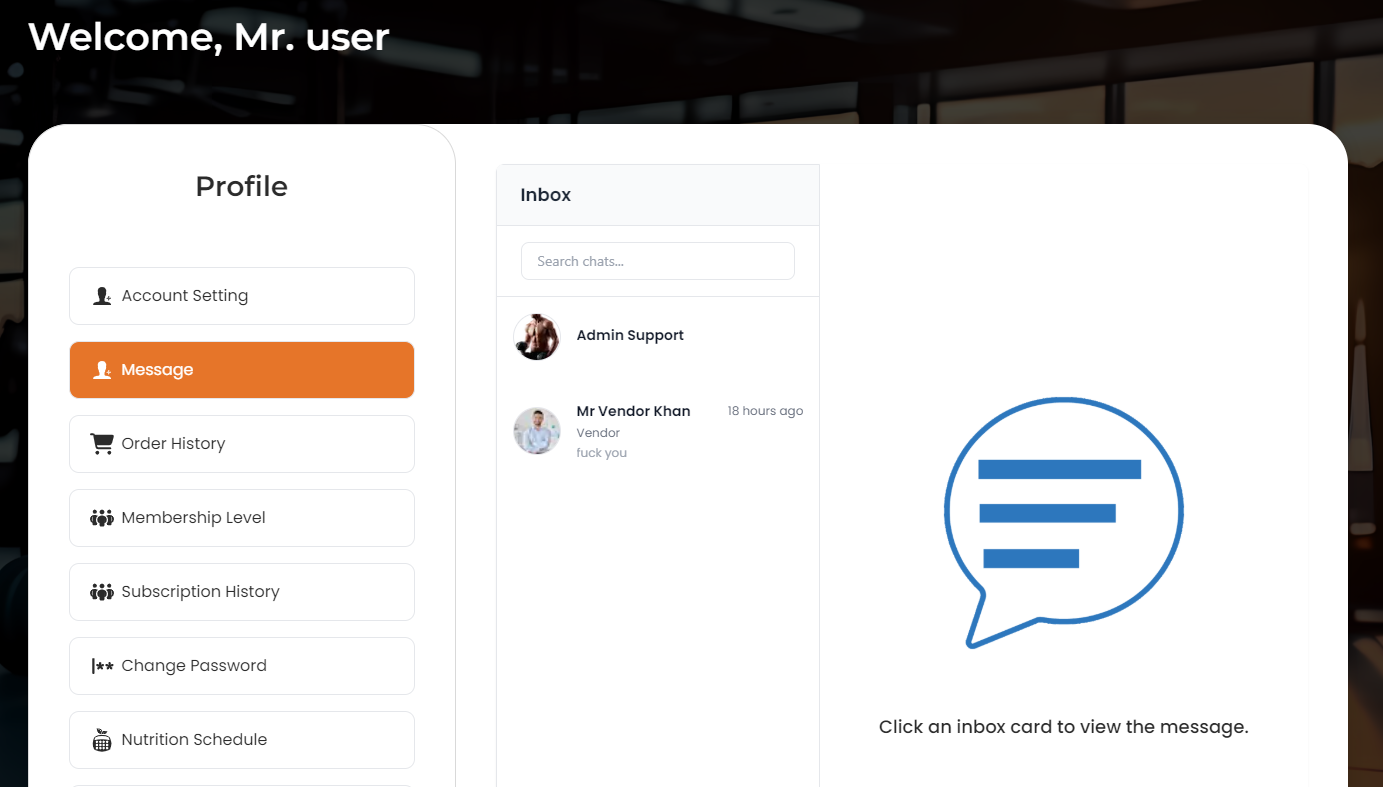 Welcome, Mr. user
Profile
Account Setting
Message
Order History
Membership Level
Subscription History
Change Password
Nutrition Schedule
Inbox
Search chats...
Admin Support
Mr Vendor Khan 18 hours ago
Vendor
fuck you
Click an inbox card to view the message.